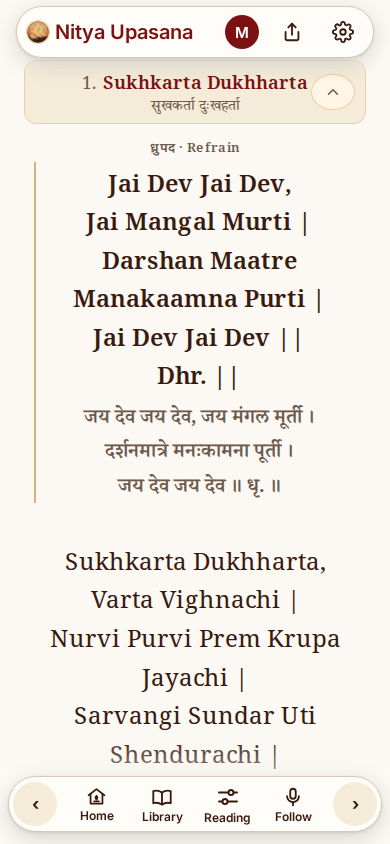 Nitya Upasana
M
1. Sukhkarta Dukhharta
सुखकर्ता दुःखहर्ता
ध्रुपद · Refrain
Jai Dev Jai Dev,
Jai Mangal Murti |
Darshan Maatre
Manakaamna Purti |
Jai Dev Jai Dev ||
Dhr. ||
जय देव जय देव, जय मंगल मूर्ती ।
दर्शनमात्रे मनःकामना पूर्ती ।
जय देव जय देव ॥ धृ. ॥
Sukhkarta Dukhharta,
Varta Vighnachi |
Nurvi Purvi Prem Krupa
Jayachi |
Sarvangi Sundar Uti
Shendurachi |
‹ Home Library Reading Follow ›